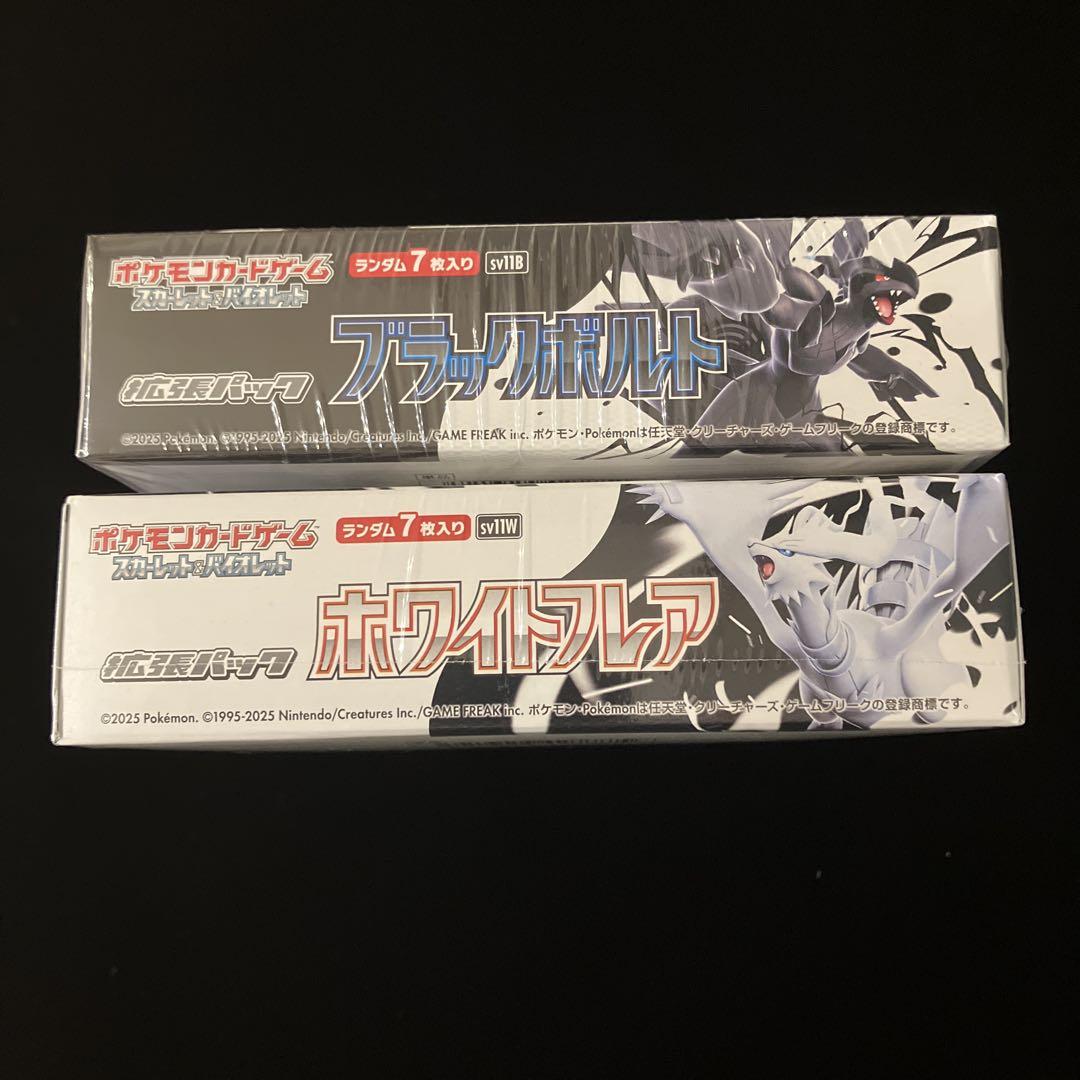 ポケモンカードゲーム
スカーレット&バイオレット
ランダム7枚入り
sv11B
ブラックボルト
拡張パック
©2025 Pokémon. ©1995-2025 Nintendo/Creatures Inc./GAME FREAK inc. ポケモン・Pokémonは任天堂・クリーチャーズ・ゲームフリークの登録商標です。
ポケモンカードゲーム
スカーレット&バイオレット
ランダム7枚入り
sv11W
ホワイトフレア
拡張パック
©2025 Pokémon. ©1995-2025 Nintendo/Creatures Inc./GAME FREAK inc. ポケモン・Pokémonは任天堂・クリーチャーズ・ゲームフリークの登録商標です。